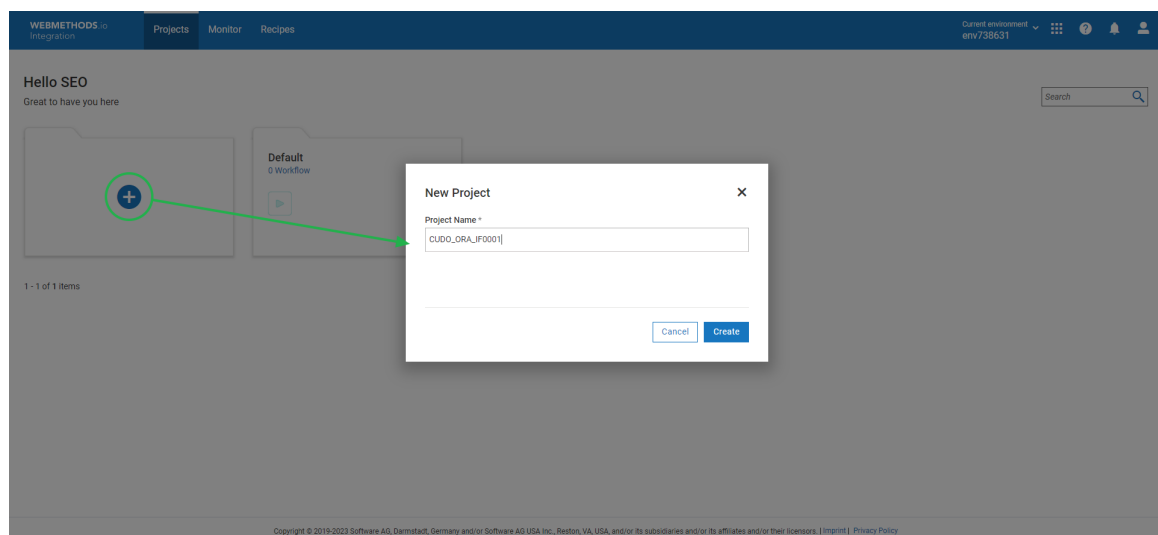 WEBMETHODS.io
Integration
Projects
Monitor
Recipes
Current environment
env738631
Hello SEO
Great to have you here
Search
Default
0 Workflow
New Project
Project Name *
CUDO_ORA_IF0001
Cancel
Create
1 - 1 of 1 items
Copyright © 2019-2023 Software AG, Darmstadt, Germany and/or Software AG USA Inc., Reston, VA, USA, and/or its subsidiaries and/or its affiliates and/or their licensors. | Imprint | Privacy Policy